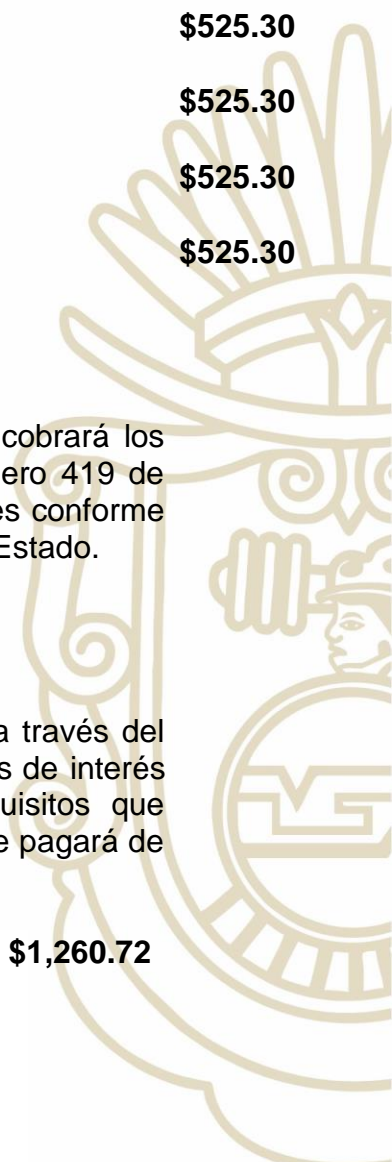 $525.30
$525.30
$525.30
$525.30
cobrará los
ero 419 de
es conforme
Estado.
a través del
s de interés
uisitos que
e pagará de
$1,260.72